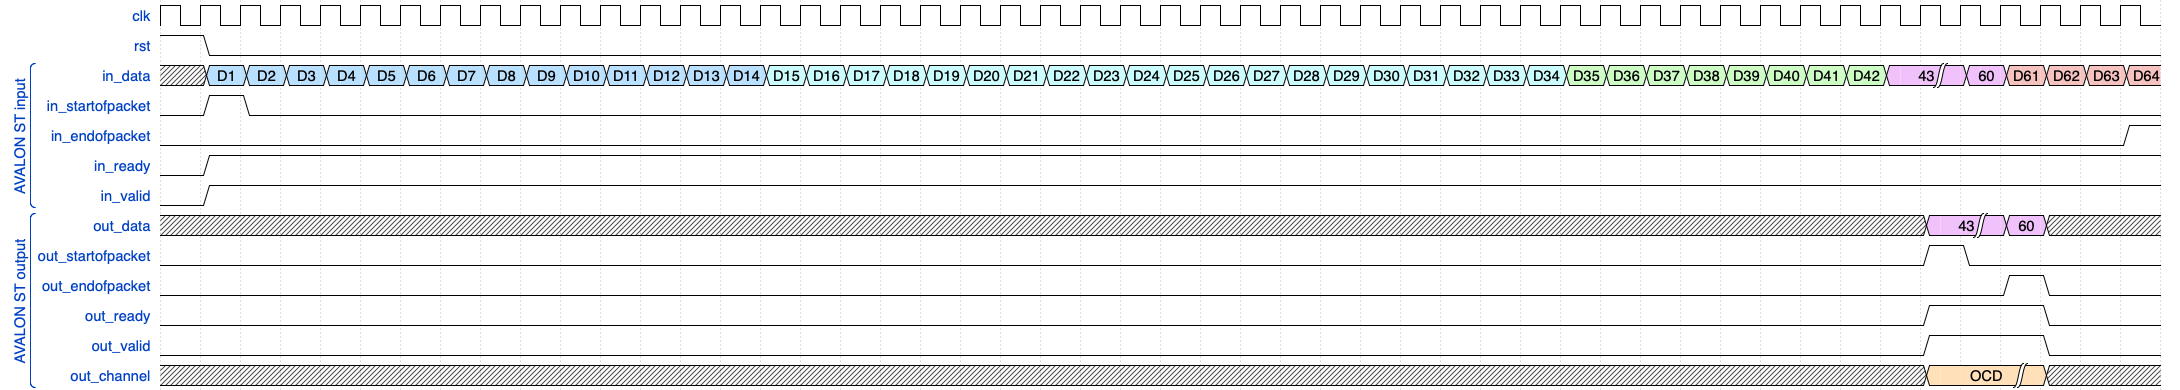 clk
rst
in_data D1 D2 D3 D4 D5 D6 D7 D8 D9 D10 D11 D12 D13 D14 D15 D16 D17 D18 D19 D20 D21 D22 D23 D24 D25 D26 D27 D28 D29 D30 D31 D32 D33 D34 D35 D36 D37 D38 D39 D40 D41 D42 43 60 D61 D62 D63 D64
in_startofpacket
in_endofpacket
in_ready
in_valid
AVALON ST input
out_data 43 60
out_startofpacket
out_endofpacket
out_ready
out_valid
out_channel OCD
AVALON ST output